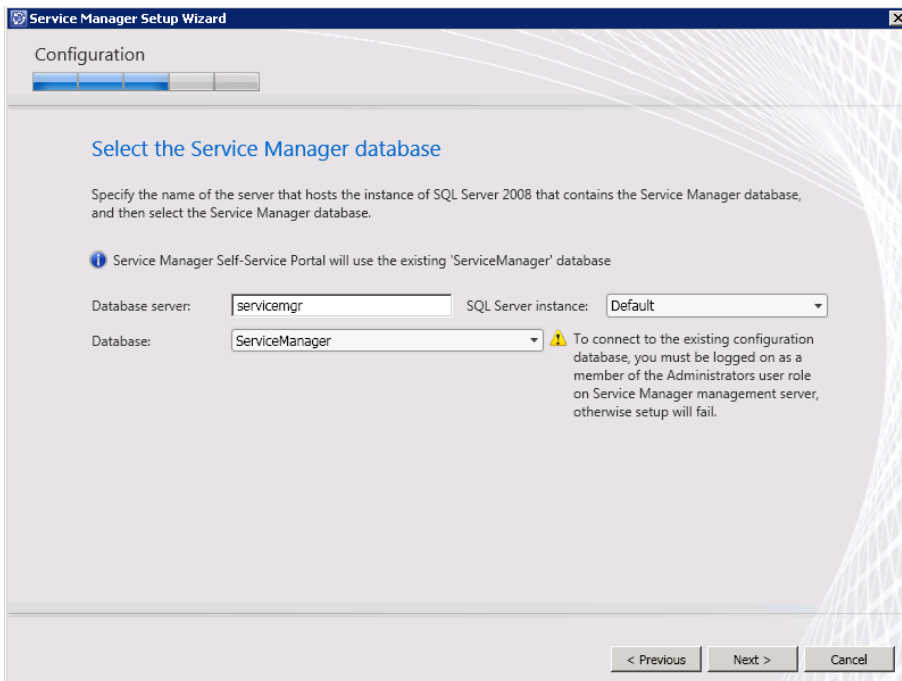 Service Manager Setup Wizard
Configuration
Select the Service Manager database
Specify the name of the server that hosts the instance of SQL Server 2008 that contains the Service Manager database,
and then select the Service Manager database.
Service Manager Self-Service Portal will use the existing 'ServiceManager' database
Database server: servicemgr SQL Server instance: Default
Database: ServiceManager To connect to the existing configuration
database, you must be logged on as a
member of the Administrators user role
on Service Manager management server,
otherwise setup will fail.
< Previous Next > Cancel